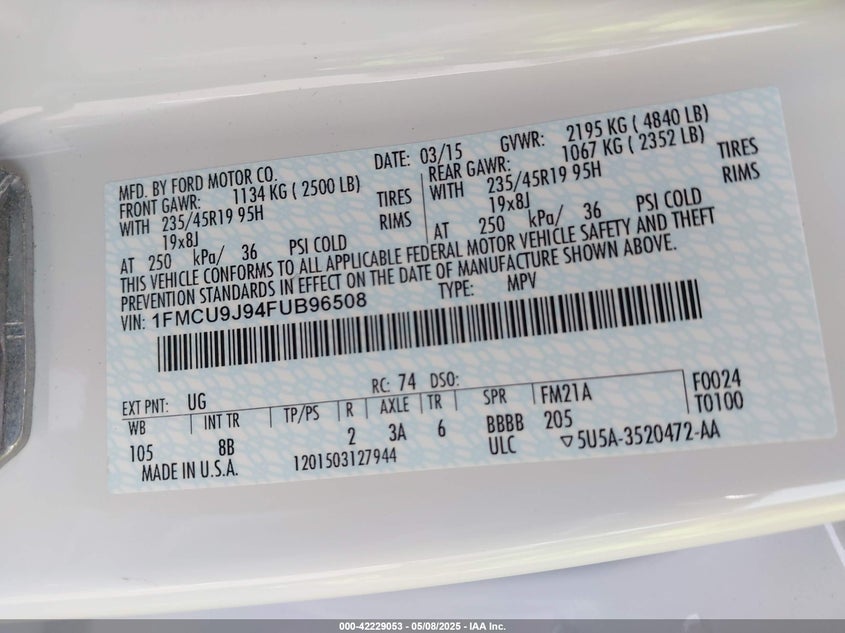 MFD. BY FORD MOTOR CO.
DATE: 03/15 GVWR: 2195 KG ( 4840 LB)
FRONT GAWR: 1134 KG ( 2500 LB)
REAR GAWR: 1067 KG ( 2352 LB)
WITH 235/45R19 95H TIRES
WITH 235/45R19 95H TIRES
19x8J RIMS
19x8J RIMS
AT 250 kPa/ 36 PSI COLD
AT 250 kPa/ 36 PSI COLD
THIS VEHICLE CONFORMS TO ALL APPLICABLE FEDERAL MOTOR VEHICLE SAFETY AND THEFT
PREVENTION STANDARDS IN EFFECT ON THE DATE OF MANUFACTURE SHOWN ABOVE.
VIN: 1FMCU9J94FUB96508 TYPE: MPV
EXT PNT: UG RC: 74 DSO:
WB INT TR TP/PS R AXLE TR SPR FM21A F0024
105 8B 2 3A 6 BBBB 205 T0100
ULC ▽ 5U5A-3520472-AA
MADE IN U.S.A. 1201503127944
000-42229053 — 05/08/2025 — IAA Inc.